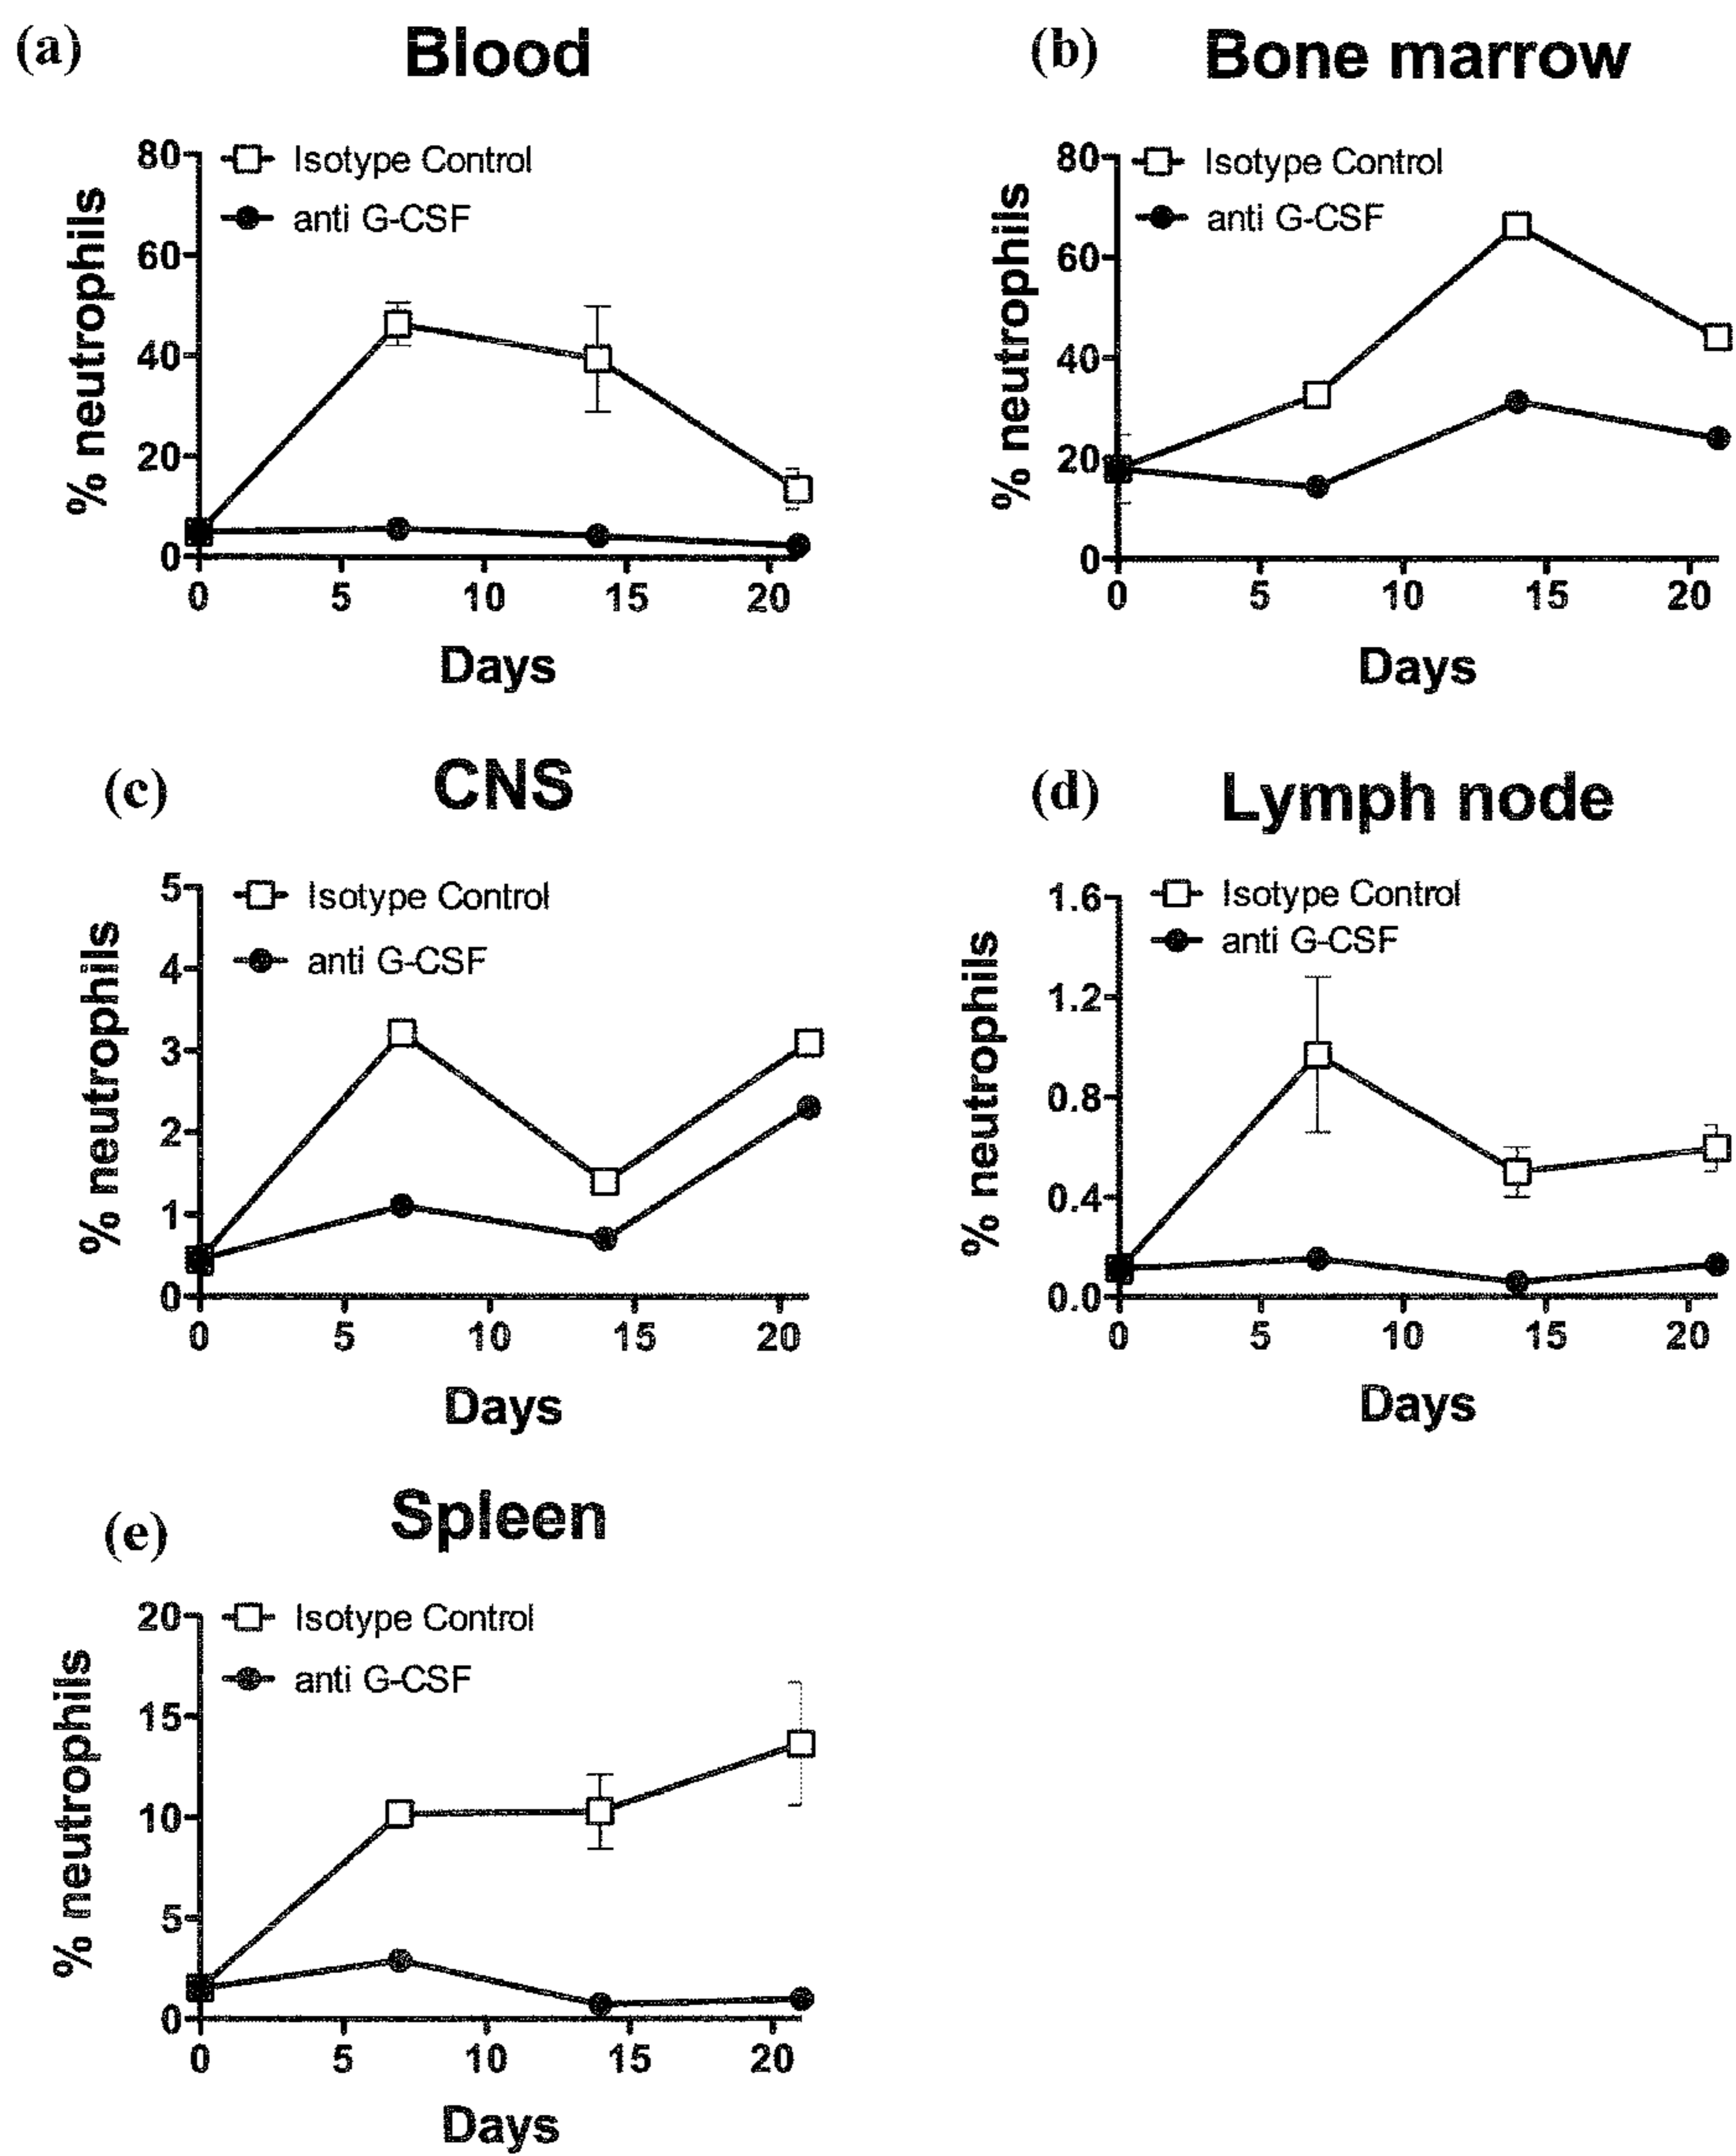 (a) Blood
80
60
40
20
0
% neutrophils
Isotype Control
anti G-CSF
0 5 10 15 20
Days
(b) Bone marrow
80
60
40
20
0
% neutrophils
Isotype Control
anti G-CSF
0 5 10 15 20
Days
(c) CNS
5
4
3
2
1
0
% neutrophils
Isotype Control
anti G-CSF
0 5 10 15 20
Days
(d) Lymph node
1.6
1.2
0.8
0.4
0.0
% neutrophils
Isotype Control
anti G-CSF
0 5 10 15 20
Days
(e) Spleen
20
15
10
5
0
% neutrophils
Isotype Control
anti G-CSF
0 5 10 15 20
Days